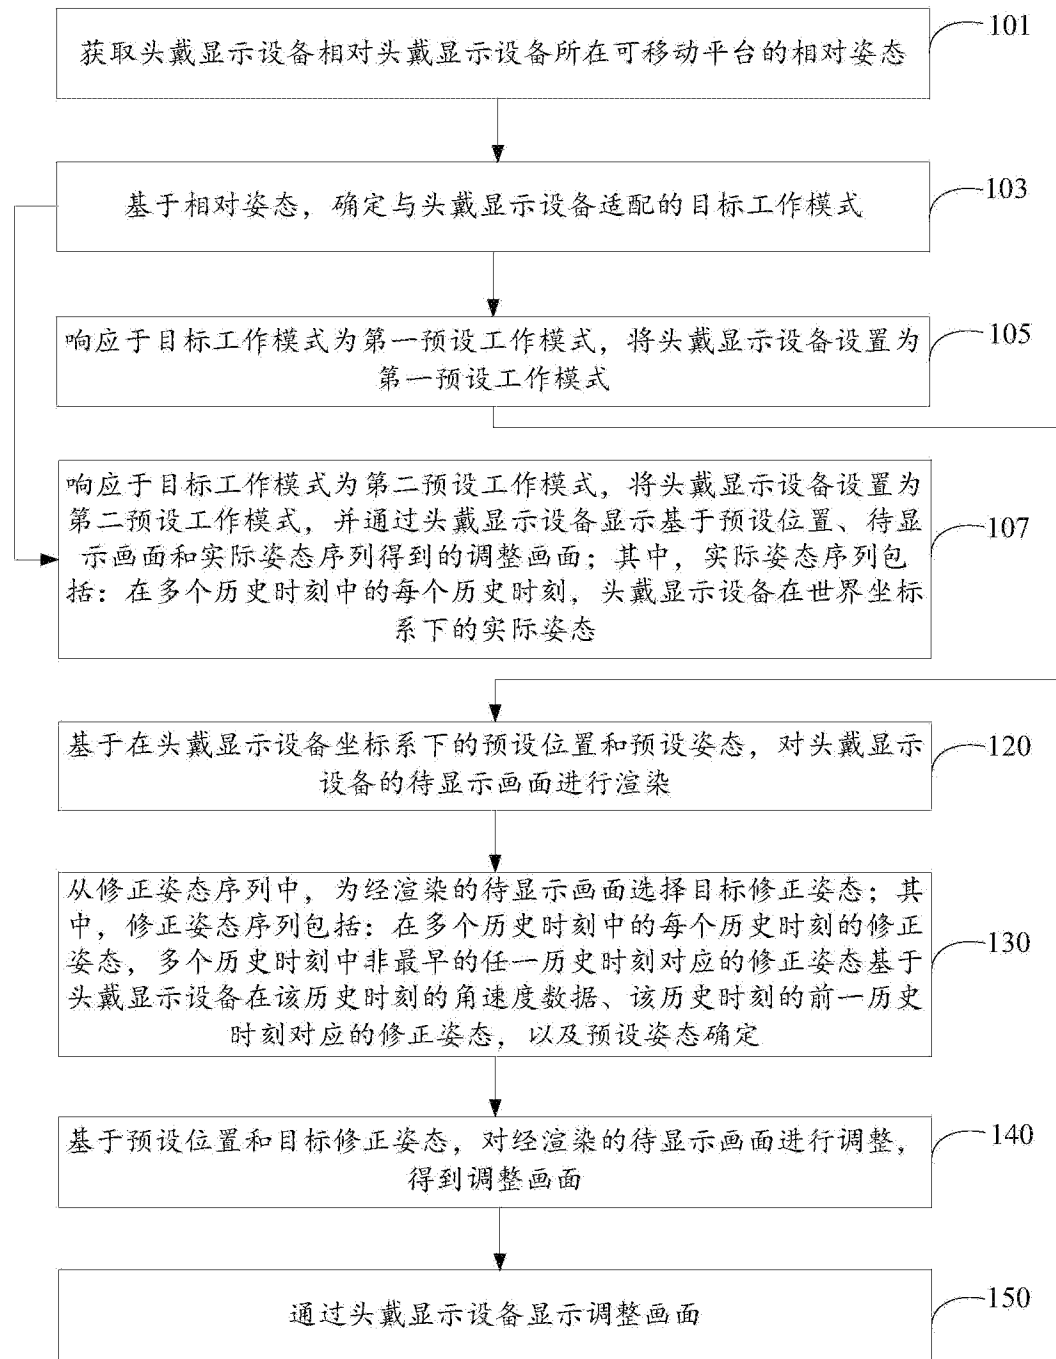 获取头戴显示设备相对头戴显示设备所在可移动平台的相对姿态
101
基于相对姿态，确定与头戴显示设备适配的目标工作模式
103
响应于目标工作模式为第一预设工作模式，将头戴显示设备设置为
第一预设工作模式
105
响应于目标工作模式为第二预设工作模式，将头戴显示设备设置为
第二预设工作模式，并通过头戴显示设备显示基于预设位置、待显
示画面和实际姿态序列得到的调整画面；其中，实际姿态序列包
括：在多个历史时刻中的每个历史时刻，头戴显示设备在世界坐标
系下的实际姿态
107
基于在头戴显示设备坐标系下的预设位置和预设姿态，对头戴显示
设备的待显示画面进行渲染
120
从修正姿态序列中，为经渲染的待显示画面选择目标修正姿态；其
中，修正姿态序列包括：在多个历史时刻中的每个历史时刻的修正
姿态，多个历史时刻中非最早的任一历史时刻对应的修正姿态基于
头戴显示设备在该历史时刻的角速度数据、该历史时刻的前一历史
时刻对应的修正姿态，以及预设姿态确定
130
基于预设位置和目标修正姿态，对经渲染的待显示画面进行调整，
得到调整画面
140
通过头戴显示设备显示调整画面
150